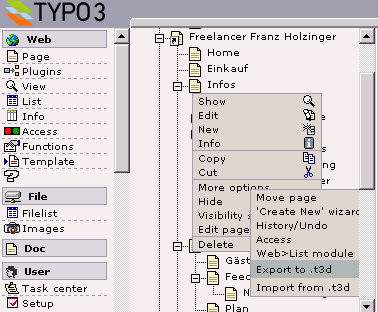 TYPO3
Web
Page
Plugins
View
List
Info
Access
Functions
Template
File
Filelist
Images
Doc
User
Task center
Setup
Freelancer Franz Holzinger
Home
Einkauf
Infos
Show
Edit
New
Info
Copy
Cut
More options
Hide
Visibility s
Edit page
Delete
Move page
'Create New' wizard
History/Undo
Access
Web>List module
Export to .t3d
Import from .t3d
Gäst
Feed
N
Plan